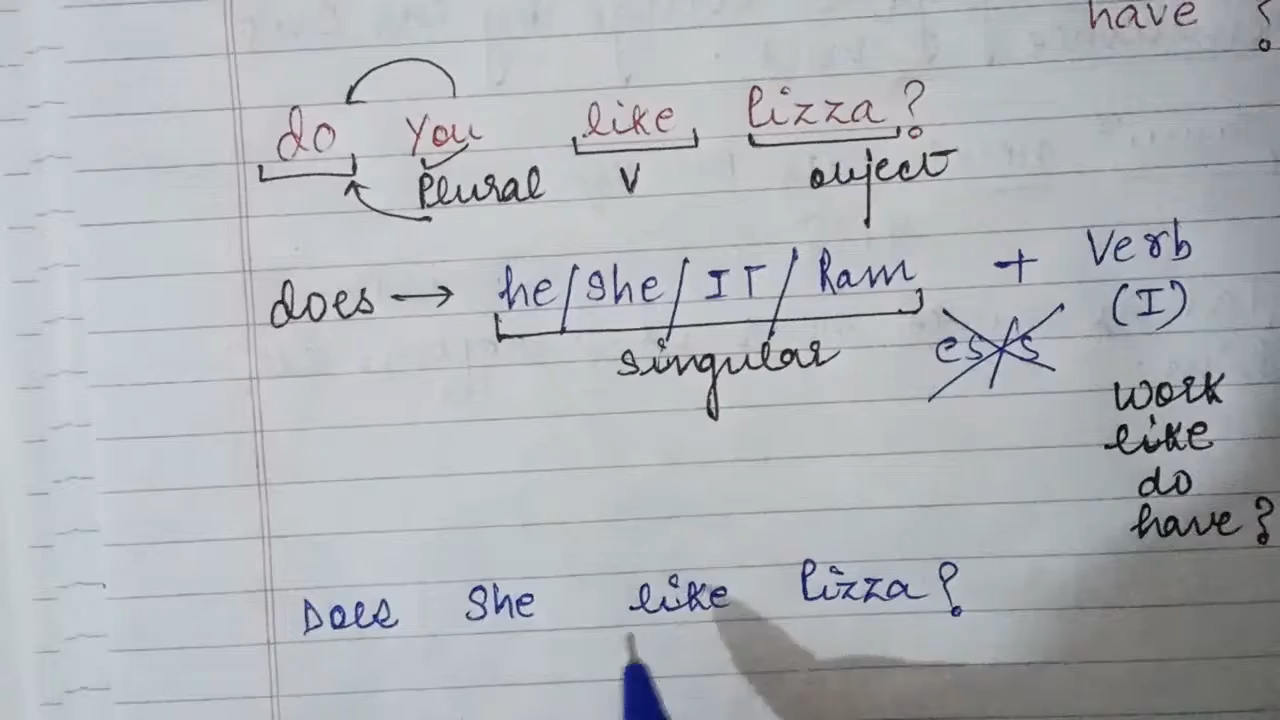 have ?
do you like pizza?
Plural V object
does → he/She/IT/Ram + Verb
(I)
singular es/s
work
like
do
have?
Does She like pizza?